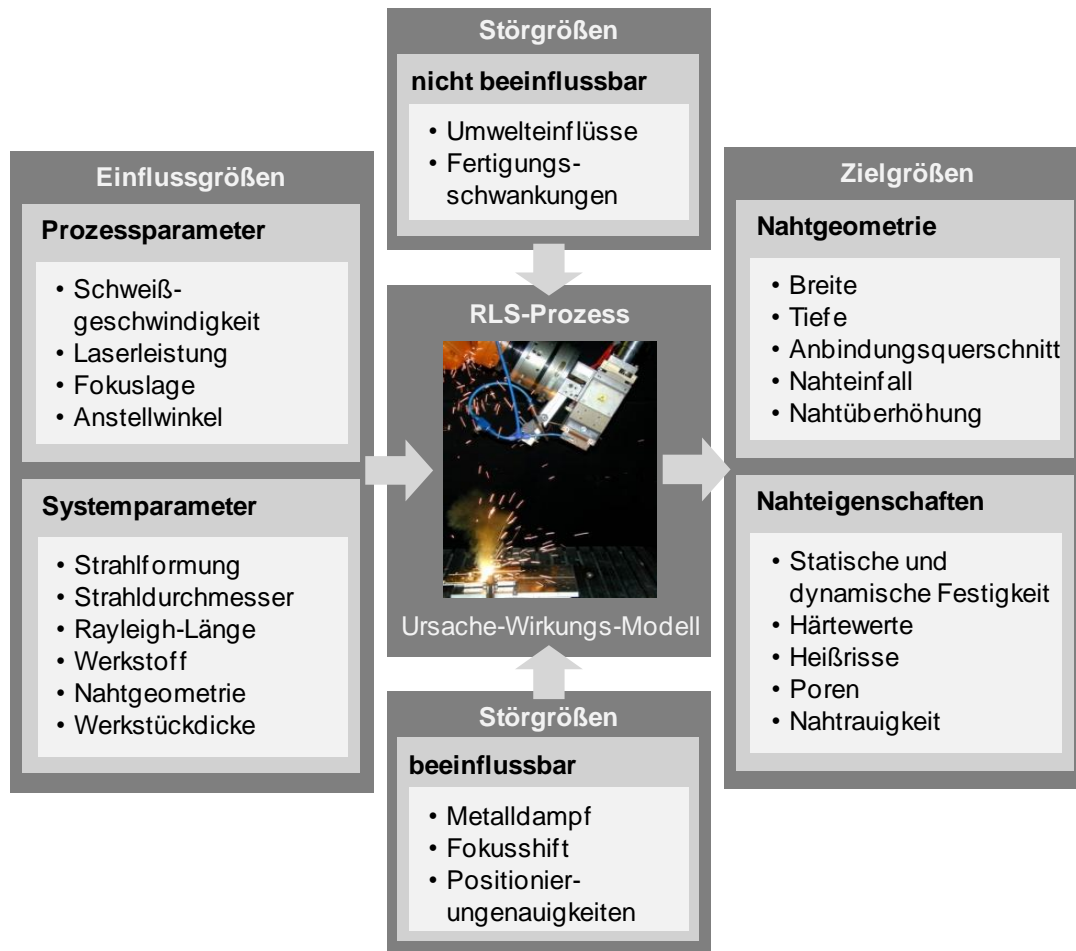 Störgrößen
nicht beeinflussbar
• Umwelteinflüsse
• Fertigungs-
schwankungen
Einflussgrößen
Prozessparameter
• Schweiß-
geschwindigkeit
• Laserleistung
• Fokuslage
• Anstellwinkel
Systemparameter
• Strahlformung
• Strahldurchmesser
• Rayleigh-Länge
• Werkstoff
• Nahtgeometrie
• Werkstückdicke
RLS-Prozess
Ursache-Wirkungs-Modell
Störgrößen
beeinflussbar
• Metalldampf
• Fokusshift
• Positionier-
ungenauigkeiten
Zielgrößen
Nahtgeometrie
• Breite
• Tiefe
• Anbindungsquerschnitt
• Nahteinfall
• Nahtüberhöhung
Nahteigenschaften
• Statische und
dynamische Festigkeit
• Härtewerte
• Heißrisse
• Poren
• Nahtrauigkeit